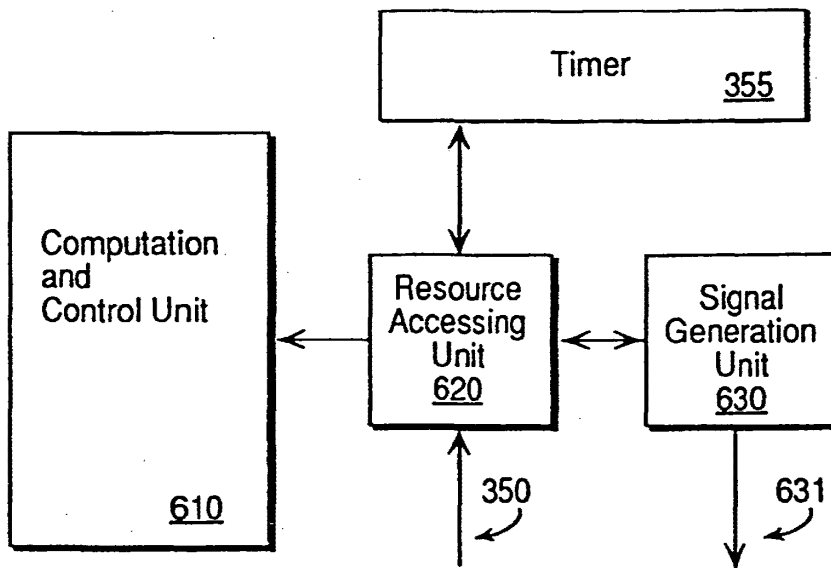 Timer
355
Computation
and
Control Unit
610
Resource
Accessing
Unit
620
Signal
Generation
Unit
630
350
631